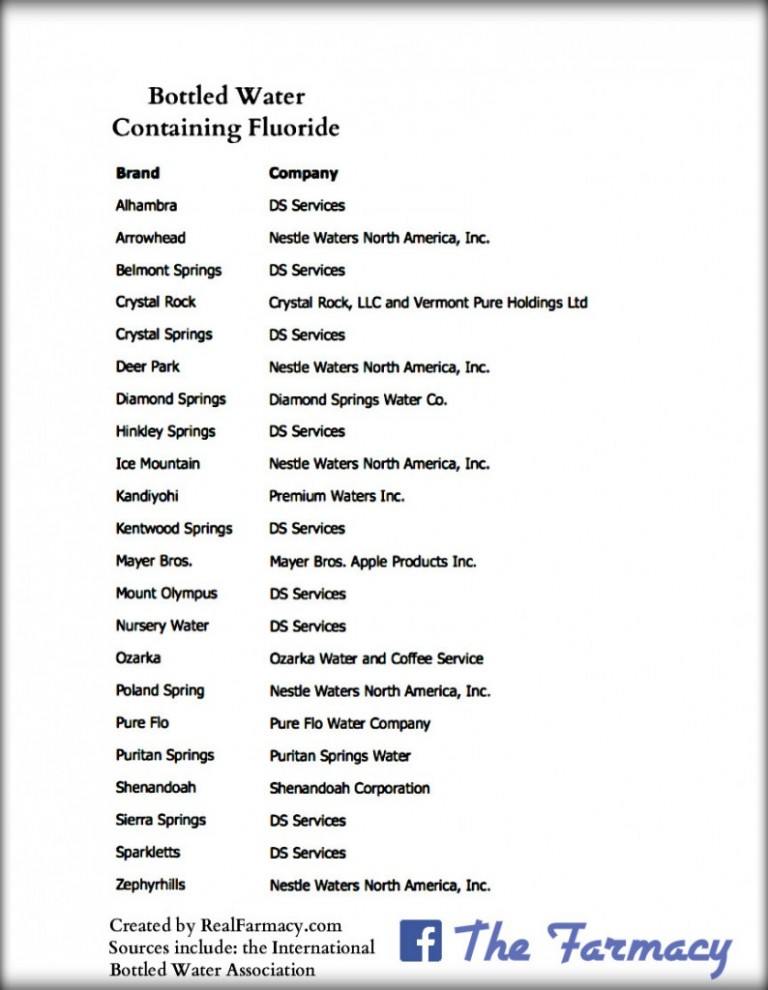 Bottled Water
Containing Fluoride
Brand Company
Alhambra DS Services
Arrowhead Nestle Waters North America, Inc.
Belmont Springs DS Services
Crystal Rock Crystal Rock, LLC and Vermont Pure Holdings Ltd
Crystal Springs DS Services
Deer Park Nestle Waters North America, Inc.
Diamond Springs Diamond Springs Water Co.
Hinkley Springs DS Services
Ice Mountain Nestle Waters North America, Inc.
Kandiyohi Premium Waters Inc.
Kentwood Springs DS Services
Mayer Bros. Mayer Bros. Apple Products Inc.
Mount Olympus DS Services
Nursery Water DS Services
Ozarka Ozarka Water and Coffee Service
Poland Spring Nestle Waters North America, Inc.
Pure Flo Pure Flo Water Company
Puritan Springs Puritan Springs Water
Shenandoah Shenandoah Corporation
Sierra Springs DS Services
Sparkletts DS Services
Zephyrhills Nestle Waters North America, Inc.
Created by RealFarmacy.com
Sources include: the International
Bottled Water Association
f The Farmacy